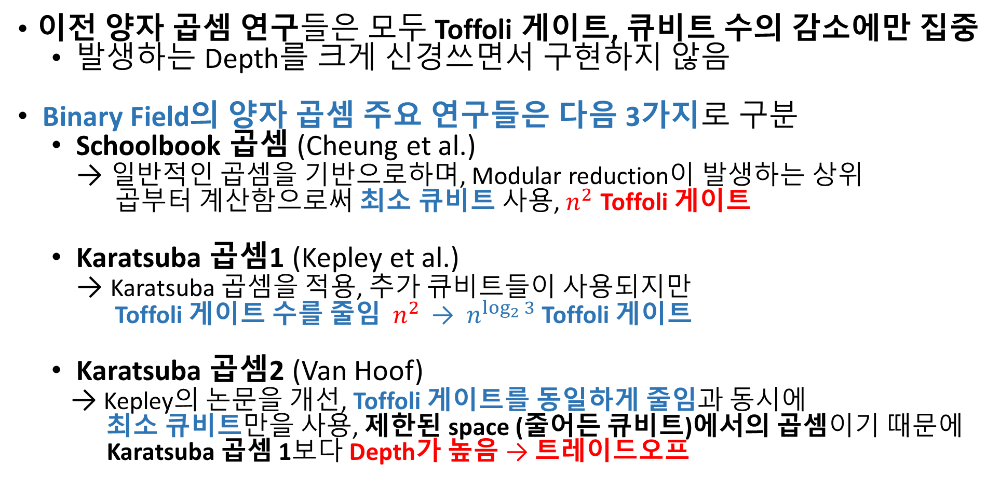 • 이전 양자 곱셈 연구들은 모두 Toffoli 게이트, 큐비트 수의 감소에만 집중
• 발생하는 Depth를 크게 신경쓰면서 구현하지 않음
• Binary Field의 양자 곱셈 주요 연구들은 다음 3가지로 구분
• Schoolbook 곱셈 (Cheung et al.)
→ 일반적인 곱셈을 기반으로하며, Modular reduction이 발생하는 상위
곱부터 계산함으로써 최소 큐비트 사용, n² Toffoli 게이트
• Karatsuba 곱셈1 (Kepley et al.)
→ Karatsuba 곱셈을 적용, 추가 큐비트들이 사용되지만
Toffoli 게이트 수를 줄임 n² → n^{log₂ 3} Toffoli 게이트
• Karatsuba 곱셈2 (Van Hoof)
→ Kepley의 논문을 개선, Toffoli 게이트를 동일하게 줄임과 동시에
최소 큐비트만을 사용, 제한된 space (줄어든 큐비트)에서의 곱셈이기 때문에
Karatsuba 곱셈 1보다 Depth가 높음 → 트레이드오프